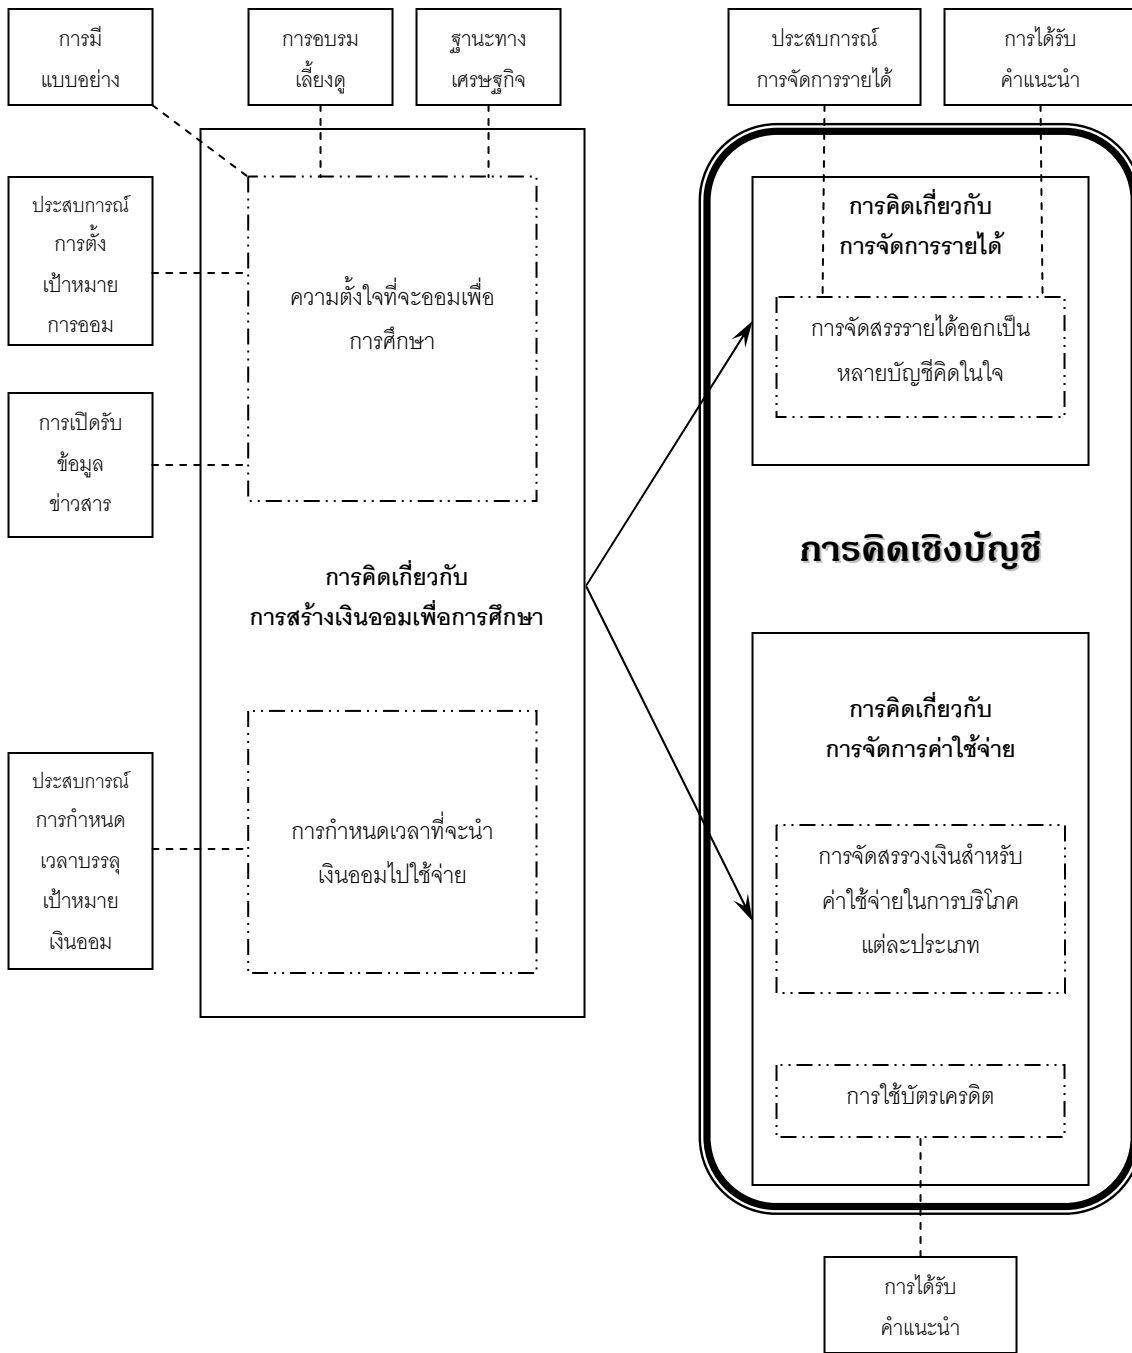 การมี
แบบอย่าง
การอบรม
เลี้ยงดู
ฐานะทาง
เศรษฐกิจ
ประสบการณ์
การจัดการรายได้
การได้รับ
คำแนะนำ
ประสบการณ์
การตั้ง
เป้าหมาย
การออม
การเปิดรับ
ข้อมูล
ข่าวสาร
ประสบการณ์
การกำหนด
เวลาบรรลุ
เป้าหมาย
เงินออม
ความตั้งใจที่จะออมเพื่อ
การศึกษา
การคิดเกี่ยวกับ
การสร้างเงินออมเพื่อการศึกษา
การกำหนดเวลาที่จะนำ
เงินออมไปใช้จ่าย
การคิดเกี่ยวกับ
การจัดการรายได้
การจัดสรรรายได้ออกเป็น
หลายบัญชีคิดในใจ
การคิดเชิงบัญชี
การคิดเกี่ยวกับ
การจัดการค่าใช้จ่าย
การจัดสรรวงเงินสำหรับ
ค่าใช้จ่ายในการบริโภค
แต่ละประเภท
การใช้บัตรเครดิต
การได้รับ
คำแนะนำ